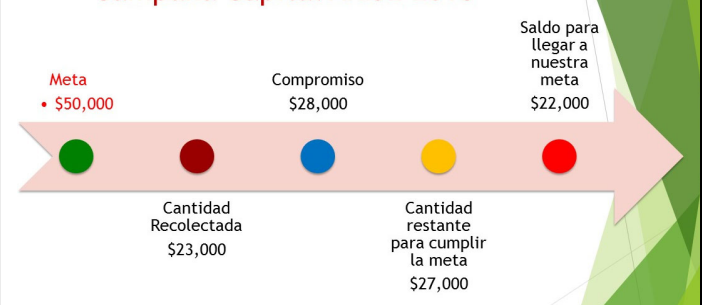 Meta
• $50,000
Cantidad
Recolectada
$23,000
Compromiso
$28,000
Cantidad
restante
para cumplir
la meta
$27,000
Saldo para
llegar a
nuestra
meta
$22,000